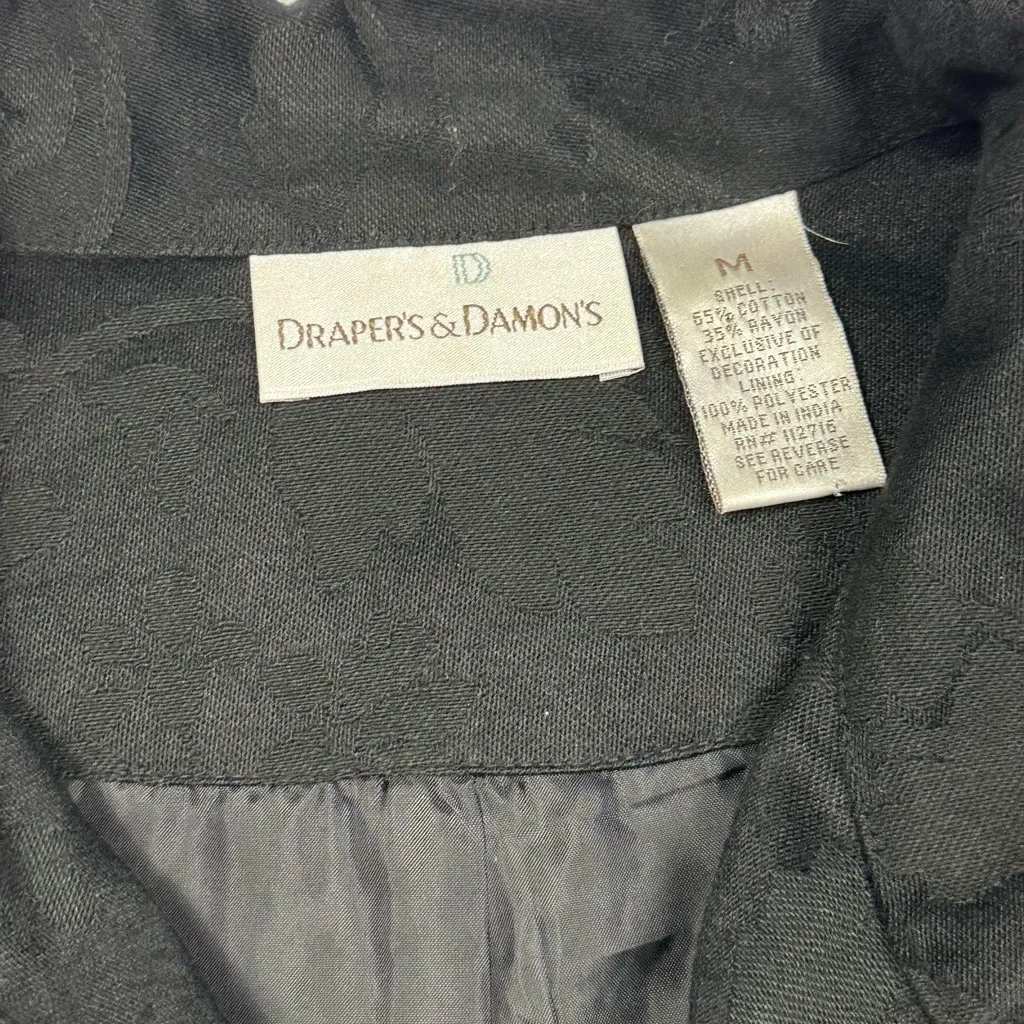 D
DRAPER'S & DAMON'S
M
SHELL:
65% COTTON
35% RAYON
EXCLUSIVE OF
DECORATION
LINING:
100% POLYESTER
MADE IN INDIA
RN# 112716
SEE REVERSE
FOR CARE